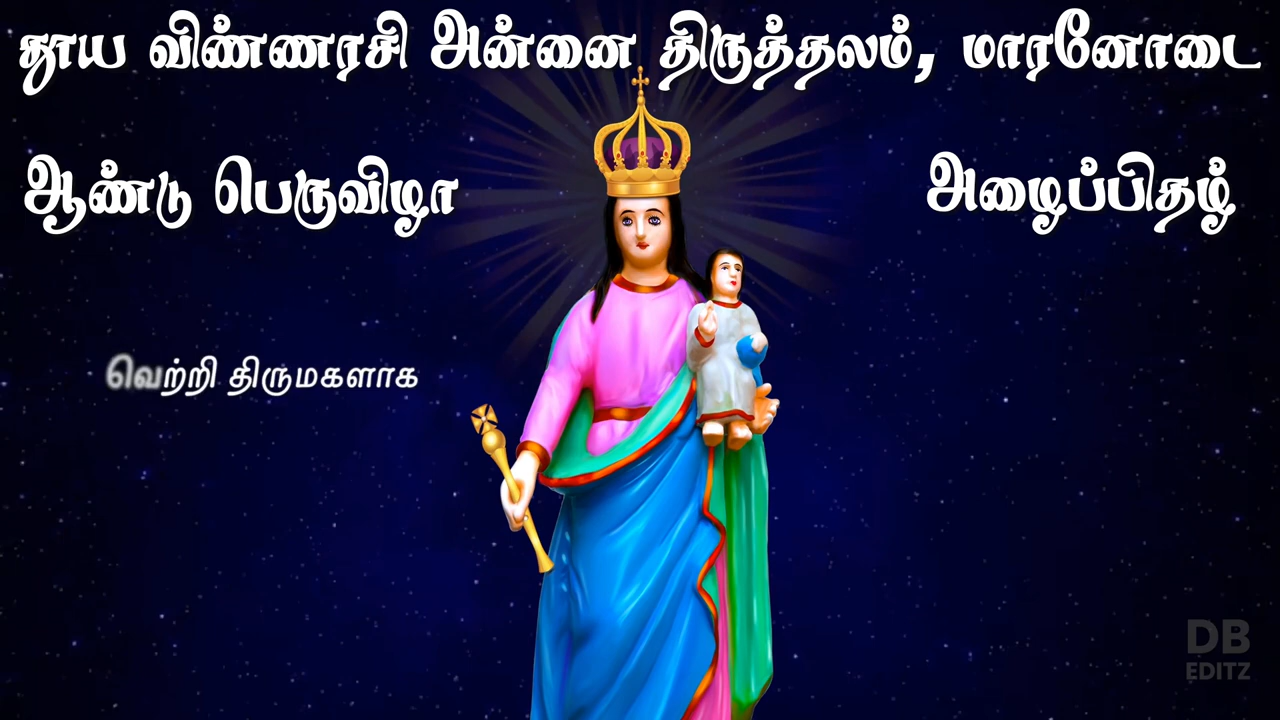 தூய விண்ணரசி அன்னை திருத்தலம், மாரனோடை
ஆண்டு பெருவிழா
அழைப்பிதழ்
வெற்றி திருமகளாக
DB
EDITZ